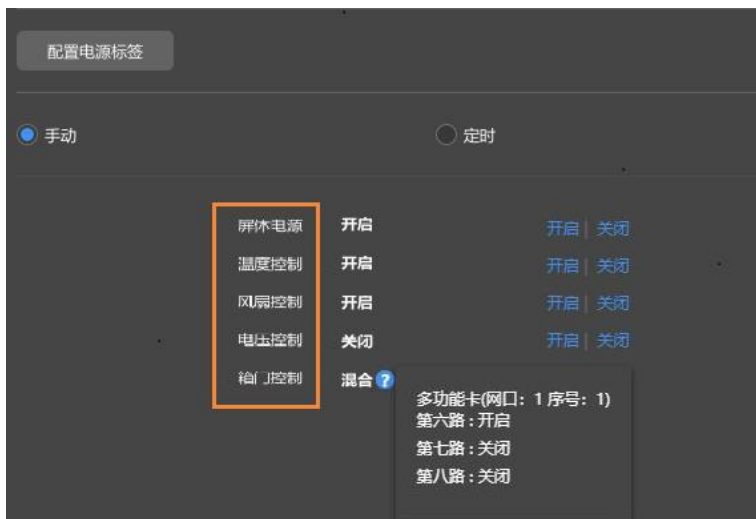 配置电源标签
手动 定时
屏体电源 开启 开启 | 关闭
温度控制 开启 开启 | 关闭
风扇控制 开启 开启 | 关闭
电压控制 关闭 开启 | 关闭
箱门控制 混合 ?
多功能卡(网口：1 序号：1)
第六路 : 开启
第七路 : 关闭
第八路 : 关闭